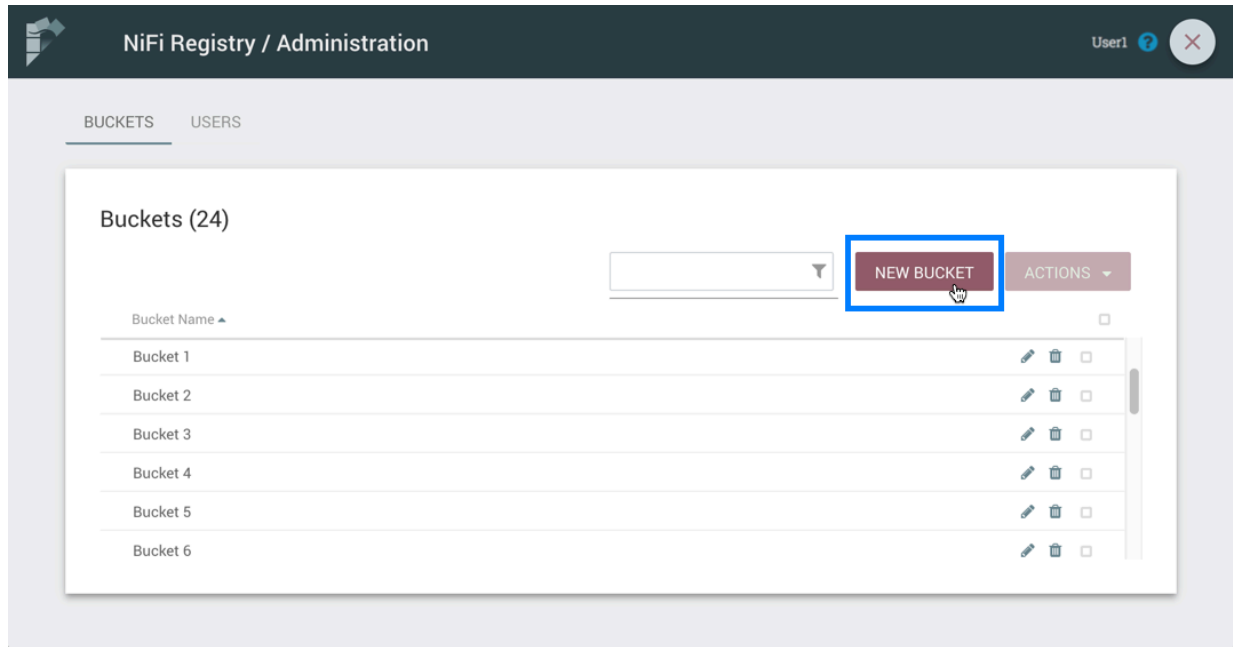 NiFi Registry / Administration
User1
BUCKETS USERS
Buckets (24)
NEW BUCKET ACTIONS
Bucket Name
Bucket 1
Bucket 2
Bucket 3
Bucket 4
Bucket 5
Bucket 6